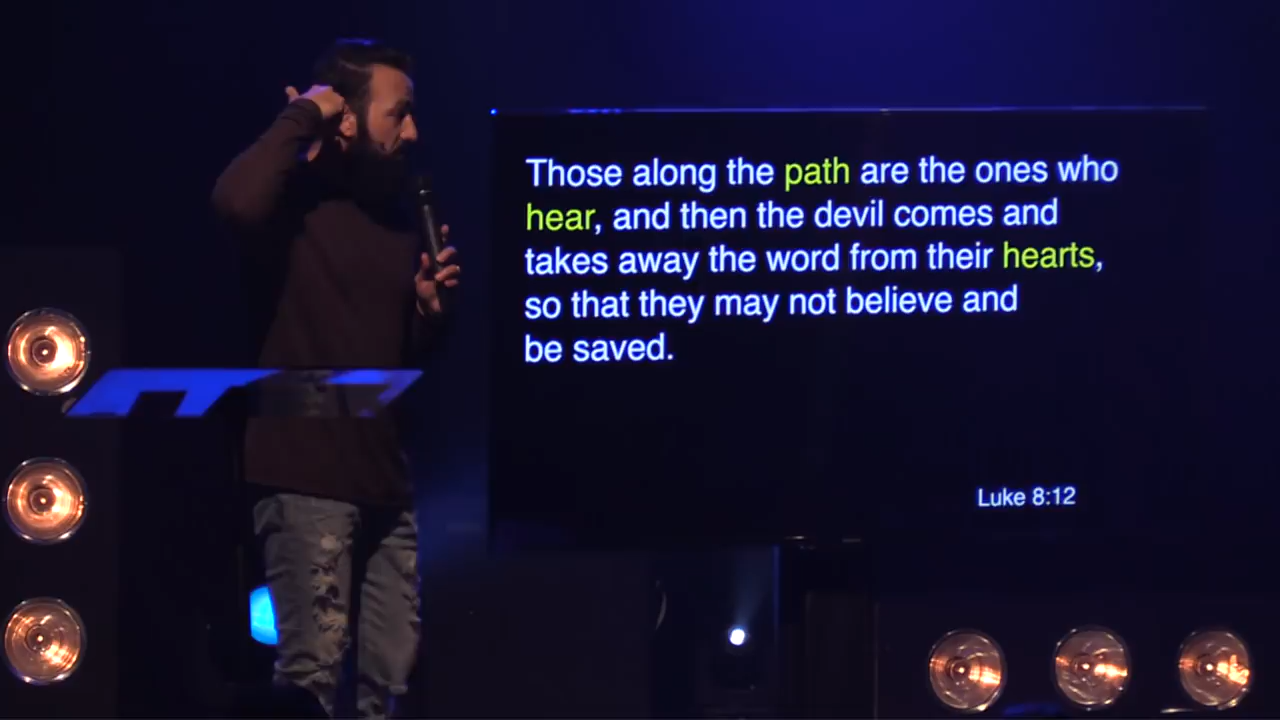 Those along the path are the ones who
hear, and then the devil comes and
takes away the word from their hearts,
so that they may not believe and
be saved.
Luke 8:12